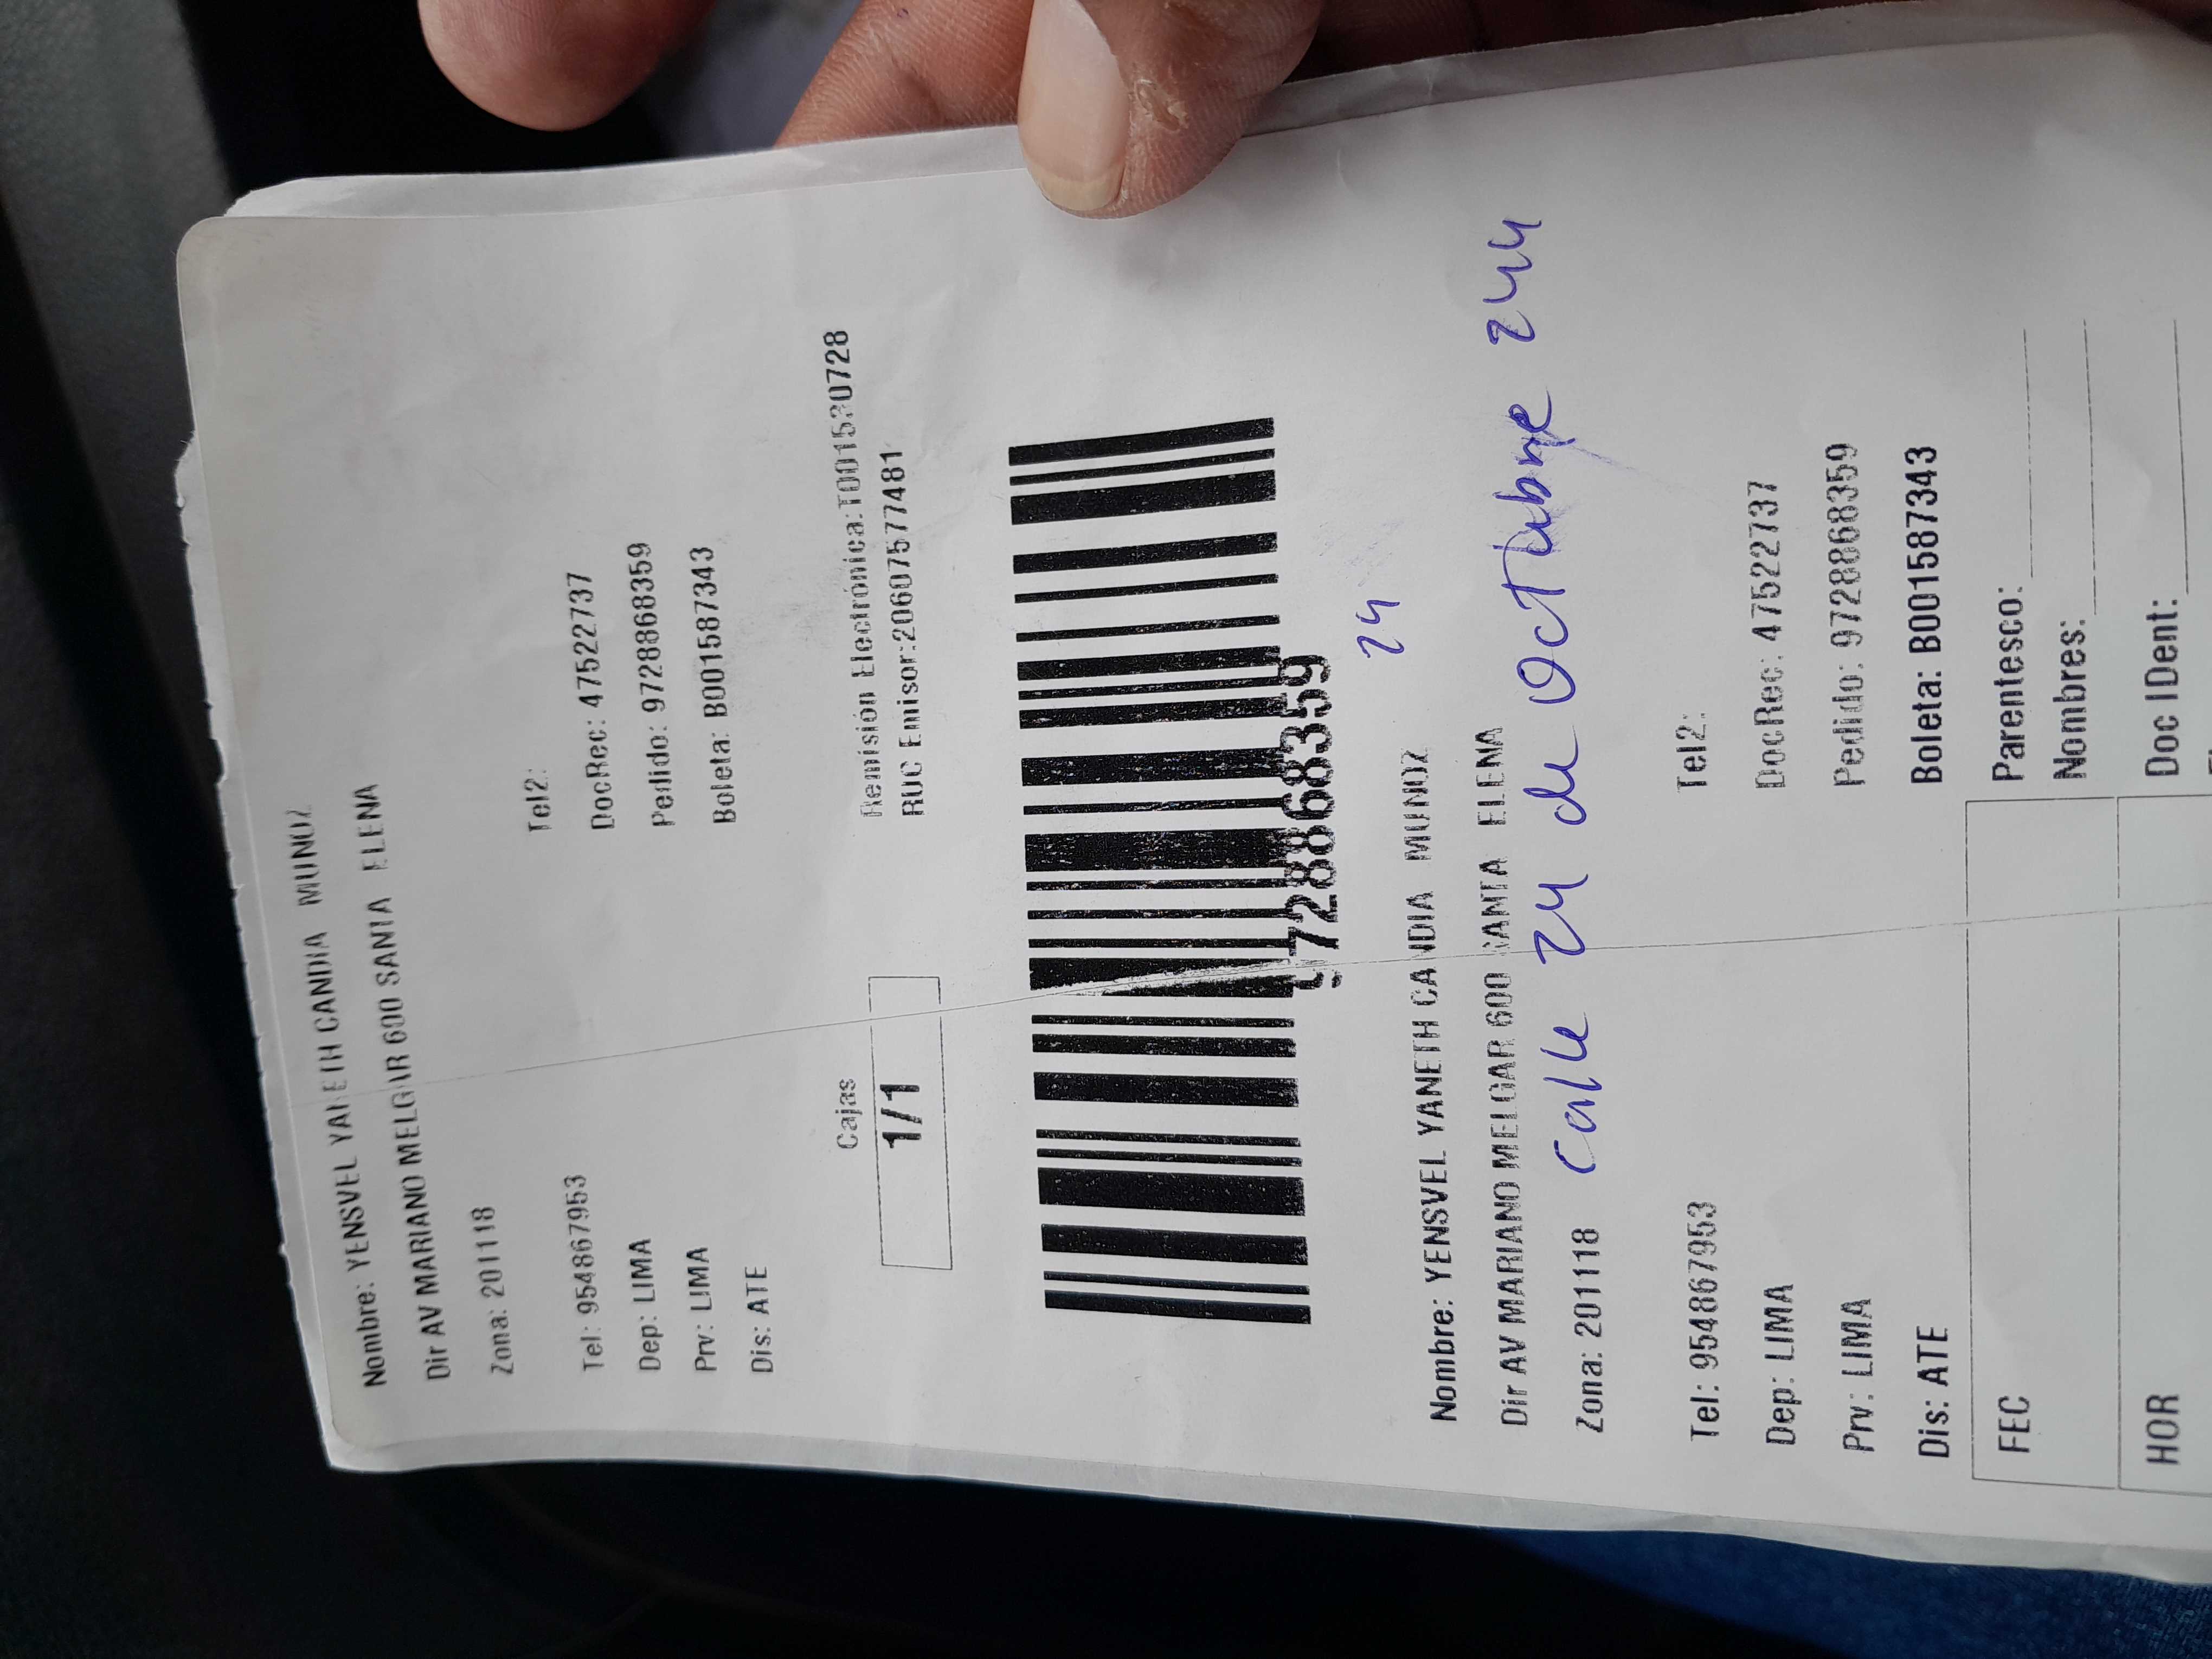 Nombre: YENSVEL YANETH CANDIA MUNOZ
Dir AV MARIANO MELGAR 600 SANTA ELENA
Zona: 201118
Tel: 954867953
Tel2:
Dep: LIMA
DocRec: 47522737
Prv: LIMA
Pedido: 9728868359
Dis: ATE
Boleta: B001587343
Cajas
1/1
Remisión Electrónica:T001530728
RUC Emisor:20607577481
9728868359
24
Nombre: YENSVEL YANETH CANDIA MUNOZ
Dir AV MARIANO MELGAR 600 SANTA ELENA
Zona: 201118
Calle 24 de Octubre 244
Tel: 954867953
Tel2:
Dep: LIMA
DocRec: 47522737
Prv: LIMA
Pedido: 9728868359
Dis: ATE
Boleta: B001587343
FEC
Parentesco:
Nombres:
HOR
Doc IDent: